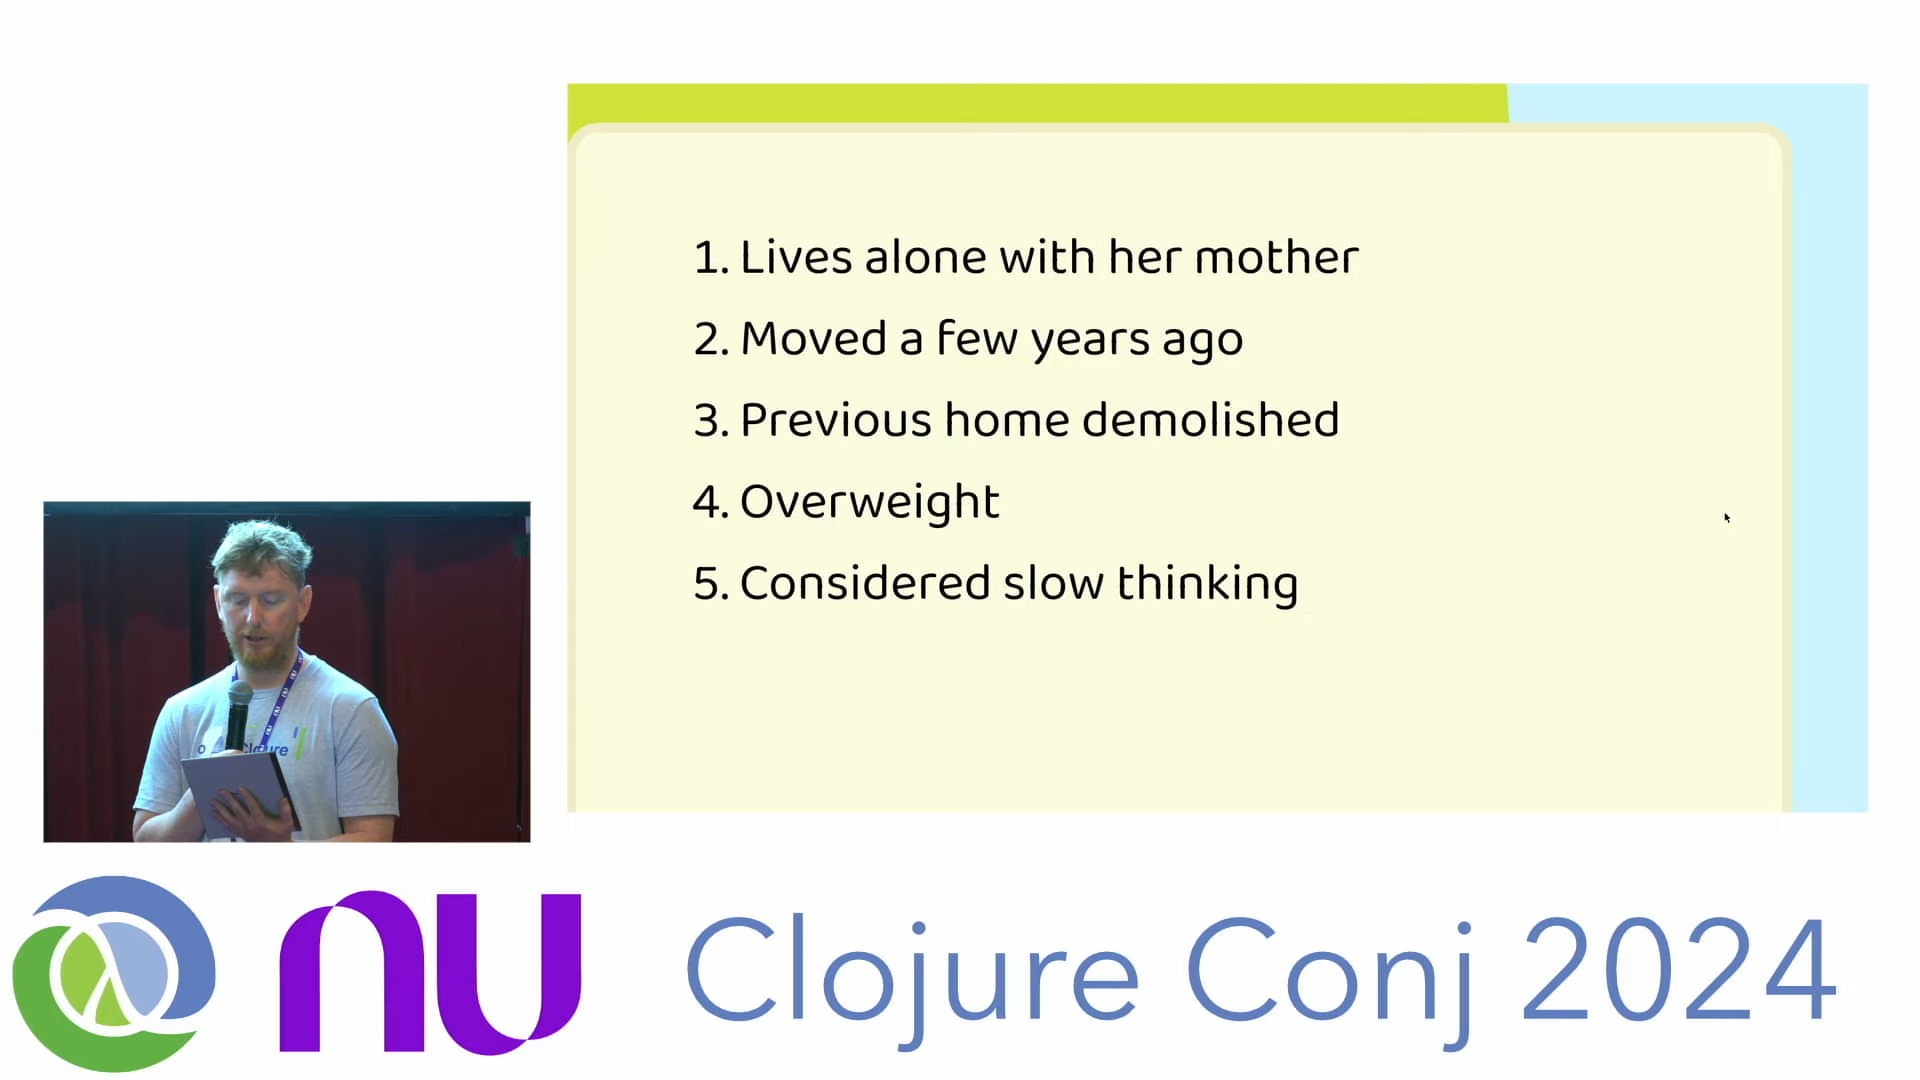 1. Lives alone with her mother
2. Moved a few years ago
3. Previous home demolished
4. Overweight
5. Considered slow thinking
Clojure
nu Clojure Conj 2024